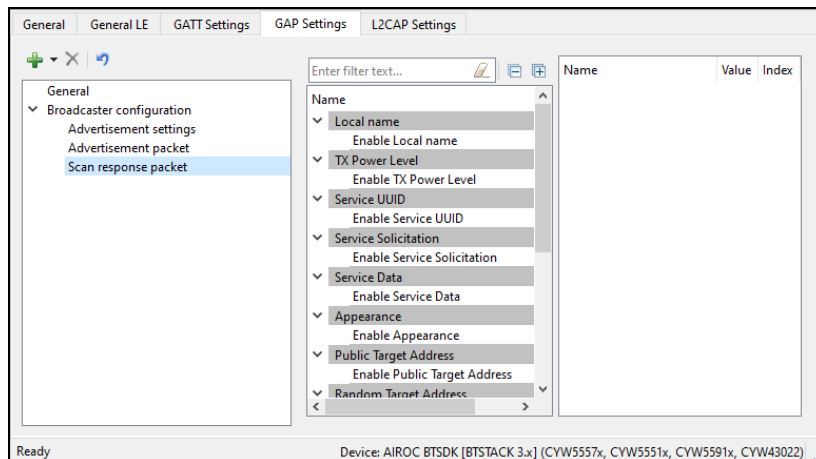 General General LE GATT Settings GAP Settings L2CAP Settings
General
Broadcaster configuration
Advertisement settings
Advertisement packet
Scan response packet
Enter filter text...
Name
Local name
Enable Local name
TX Power Level
Enable TX Power Level
Service UUID
Enable Service UUID
Service Solicitation
Enable Service Solicitation
Service Data
Enable Service Data
Appearance
Enable Appearance
Public Target Address
Enable Public Target Address
Random Target Address
Name Value Index
Ready Device: AIROC BTSDK [BTSTACK 3.x] (CYW5557x, CYW5551x, CYW5591x, CYW43022)